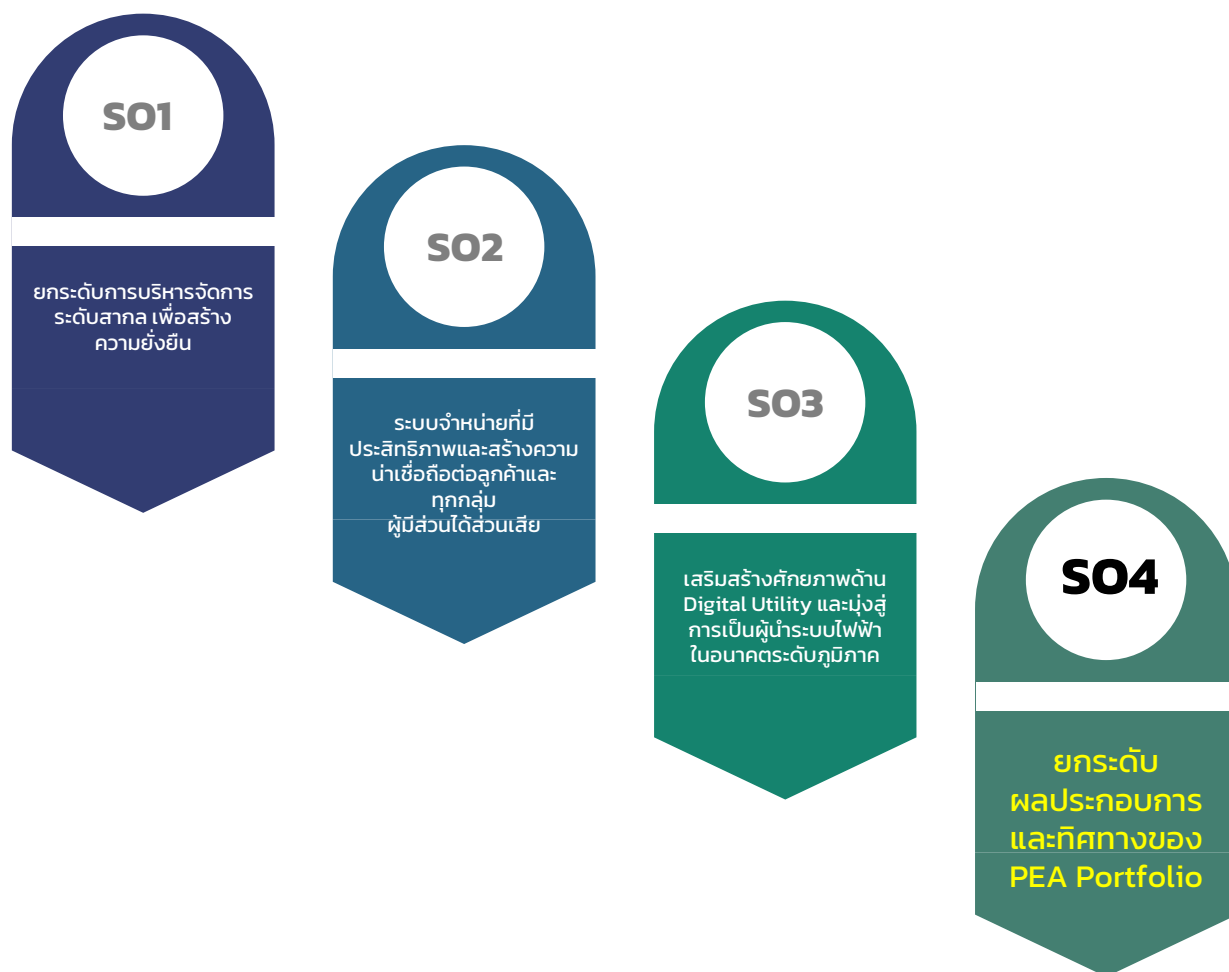 SO1
ยกระดับการบริหารจัดการ
ระดับสากล เพื่อสร้าง
ความยั่งยืน
SO2
ระบบจำหน่ายที่มี
ประสิทธิภาพและสร้างความ
น่าเชื่อถือต่อลูกค้าและ
ทุกกลุ่ม
ผู้มีส่วนได้ส่วนเสีย
SO3
เสริมสร้างศักยภาพด้าน
Digital Utility และมุ่งสู่
การเป็นผู้นำระบบไฟฟ้า
ในอนาคตระดับภูมิภาค
SO4
ยกระดับ
ผลประกอบการ
และทิศทางของ
PEA Portfolio